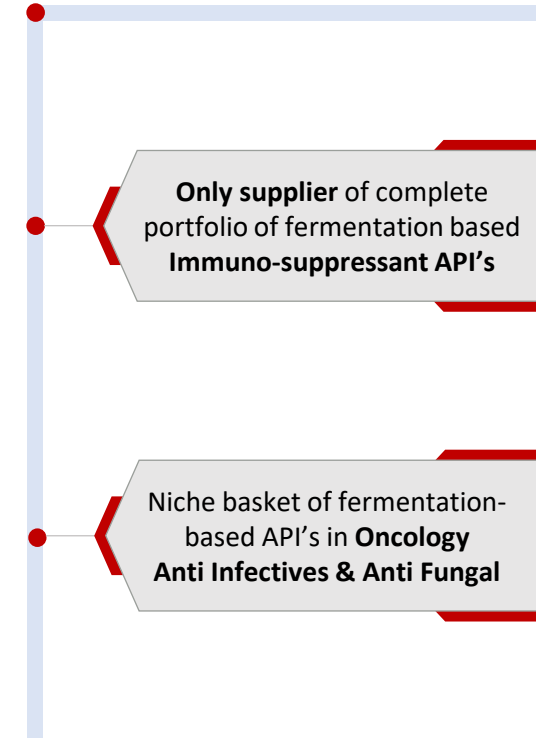 Only supplier of complete
portfolio of fermentation based
Immuno-suppressant API's
Niche basket of fermentation-
based API's in Oncology
Anti Infectives & Anti Fungal